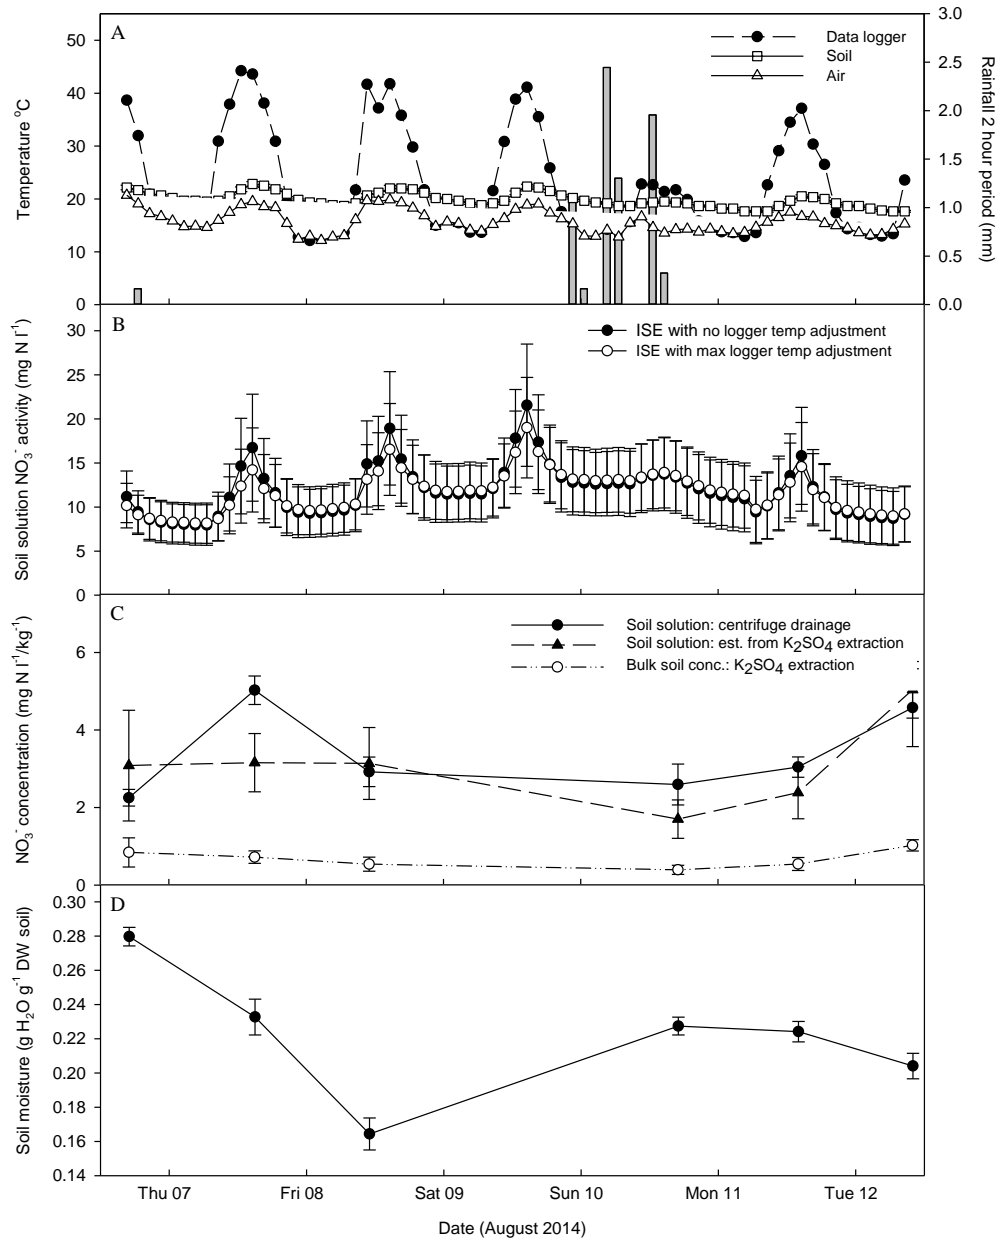 A
Data logger
Soil
Air
Temperature °C
50
40
30
20
10
0
3.0
2.5
2.0
1.5
1.0
0.5
0.0
Rainfall 2 hour period (mm)
B
ISE with no logger temp adjustment
ISE with max logger temp adjustment
Soil solution NO₃⁻ activity (mg N l⁻¹)
30
25
20
15
10
5
0
C
Soil solution: centrifuge drainage
Soil solution: est. from K₂SO₄ extraction
Bulk soil conc.: K₂SO₄ extraction
NO₃⁻ concentration (mg N l⁻¹/kg⁻¹)
6
4
2
0
D
Soil moisture (g H₂O g⁻¹ DW soil)
0.30
0.28
0.26
0.24
0.22
0.20
0.18
0.16
0.14
Thu 07 Fri 08 Sat 09 Sun 10 Mon 11 Tue 12
Date (August 2014)